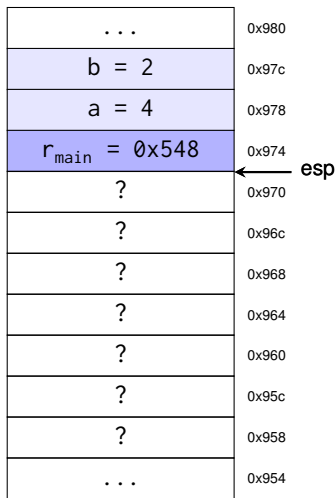 ... 0x980
b = 2 0x97c
a = 4 0x978
r_main = 0x548 0x974
esp
? 0x970
? 0x96c
? 0x968
? 0x964
? 0x960
? 0x95c
? 0x958
... 0x954